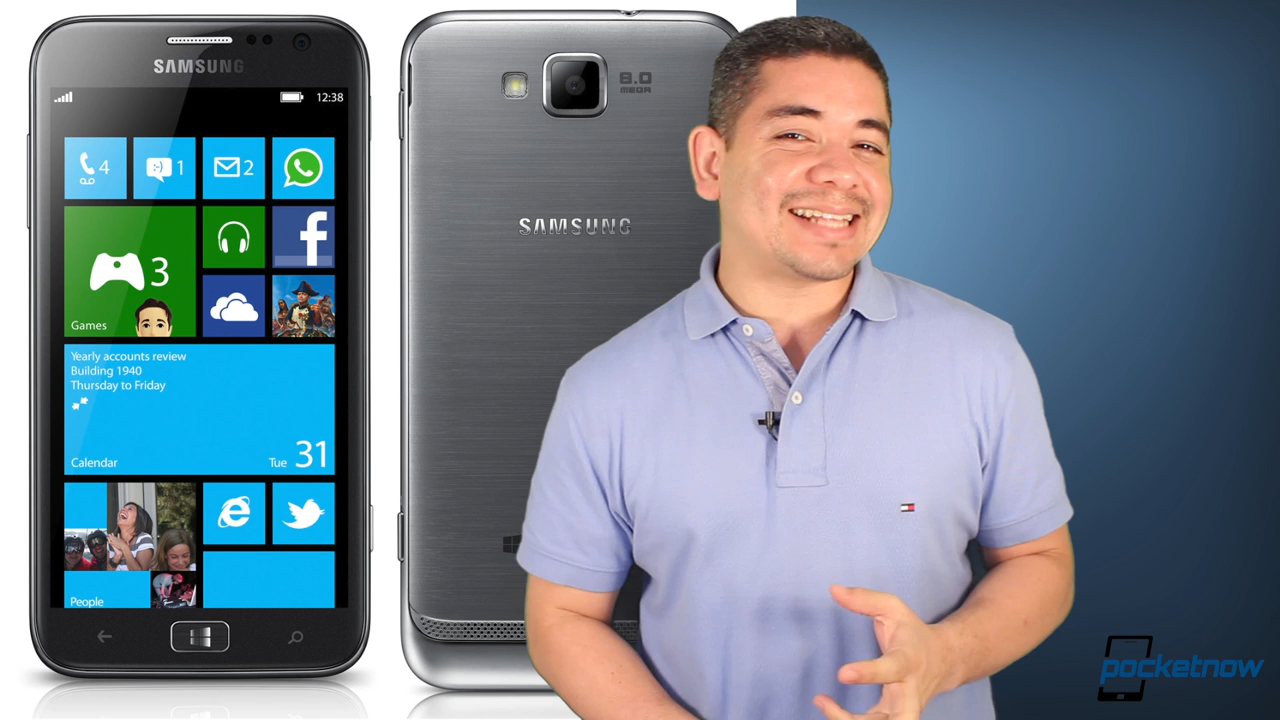 SAMSUNG
12:38
4
1
2
3
Games
Yearly accounts review
Building 1940
Thursday to Friday
Calendar
Tue 31
People
8.0
MEGA
SAMSUNG
pocketnow